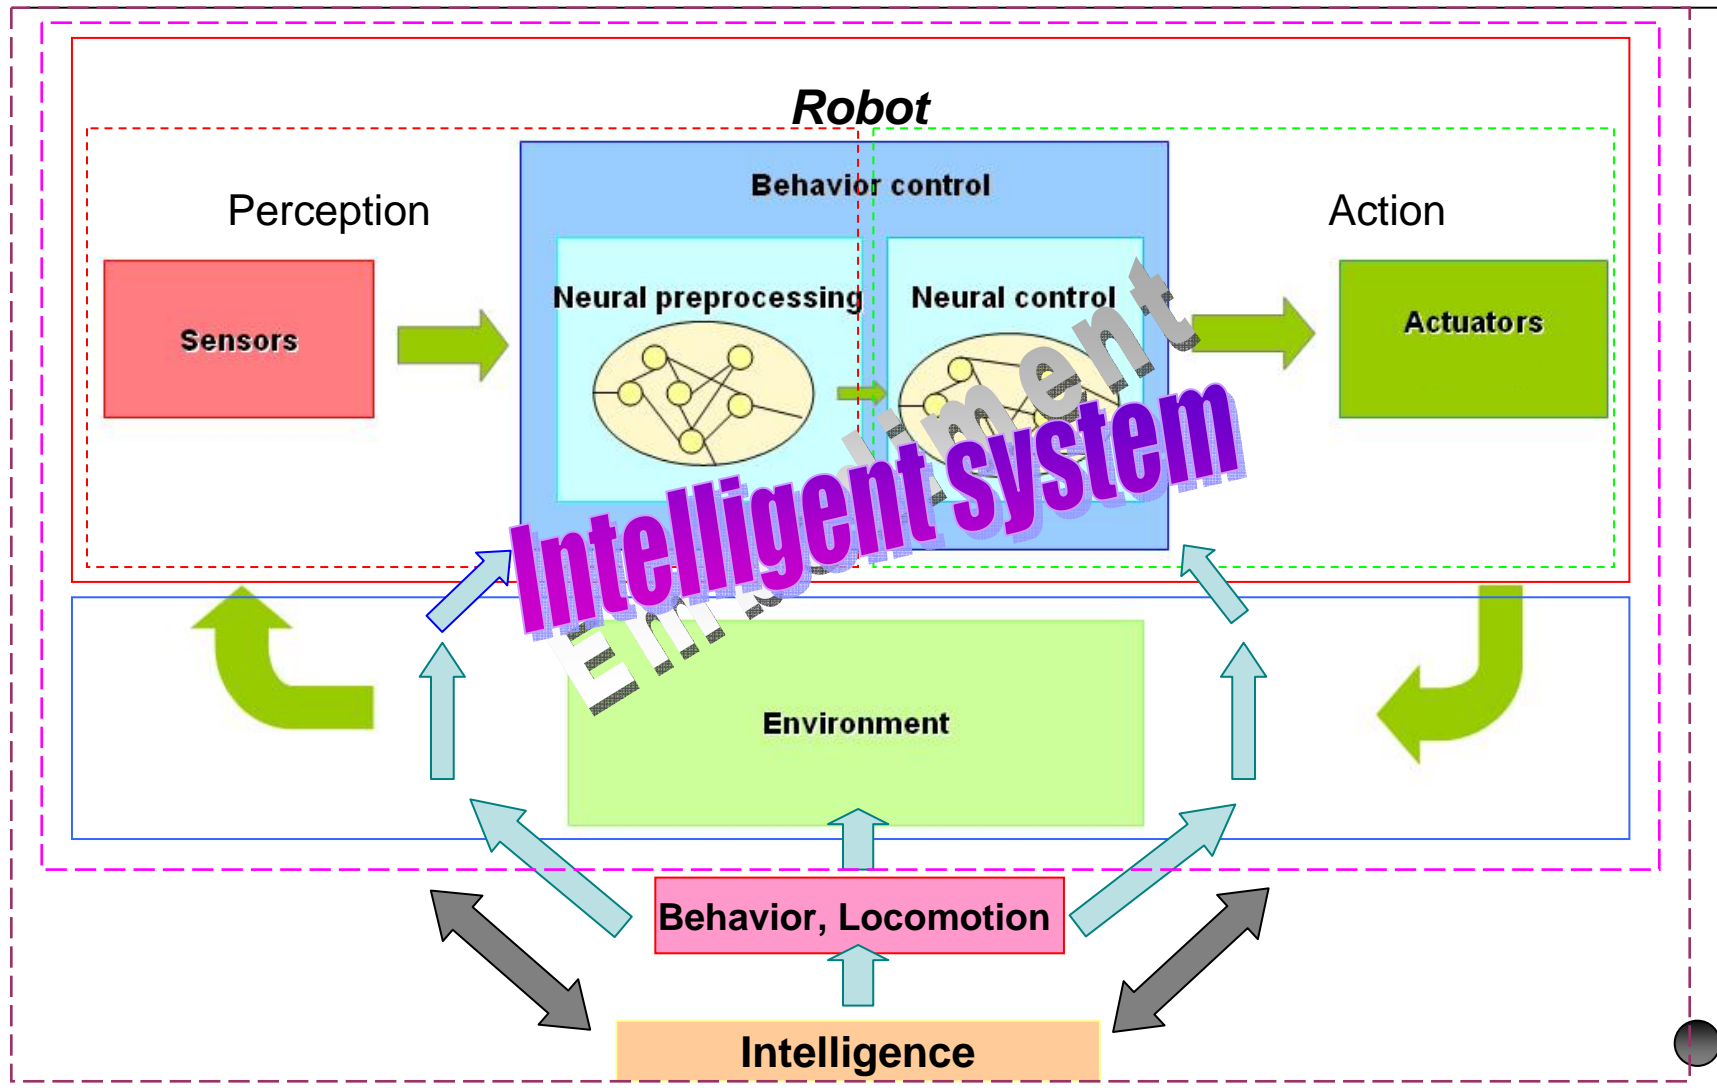 Robot
Behavior control
Perception
Action
Neural preprocessing
Neural control
Sensors
Actuators
Embodiment
Intelligent system
Environment
Behavior, Locomotion
Intelligence